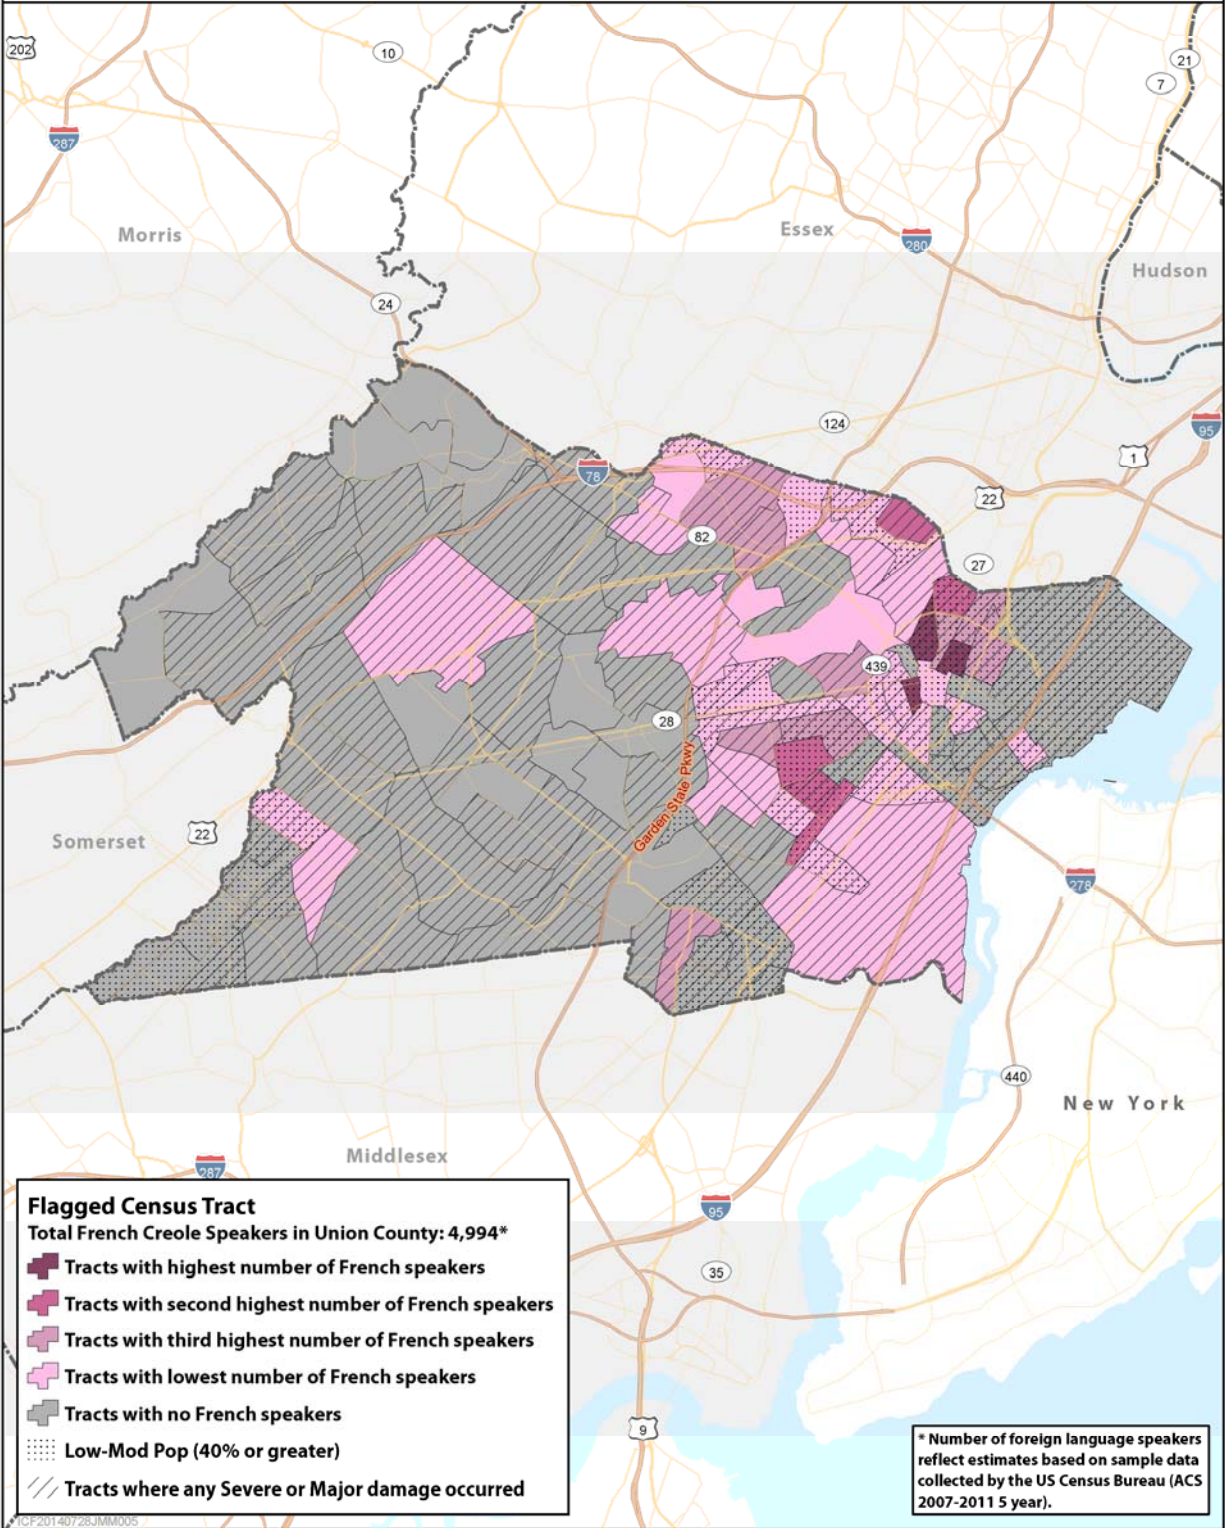 202
10
21
7
287
Morris
Essex
280
Hudson
24
124
95
1
78
22
82
27
439
28
Garden State Pkwy
Somerset
22
278
440
New York
Middlesex
287
95
35
9
Flagged Census Tract
Total French Creole Speakers in Union County: 4,994*
Tracts with highest number of French speakers
Tracts with second highest number of French speakers
Tracts with third highest number of French speakers
Tracts with lowest number of French speakers
Tracts with no French speakers
Low-Mod Pop (40% or greater)
Tracts where any Severe or Major damage occurred
* Number of foreign language speakers
reflect estimates based on sample data
collected by the US Census Bureau (ACS
2007-2011 5 year).
ICF20140728JMM005